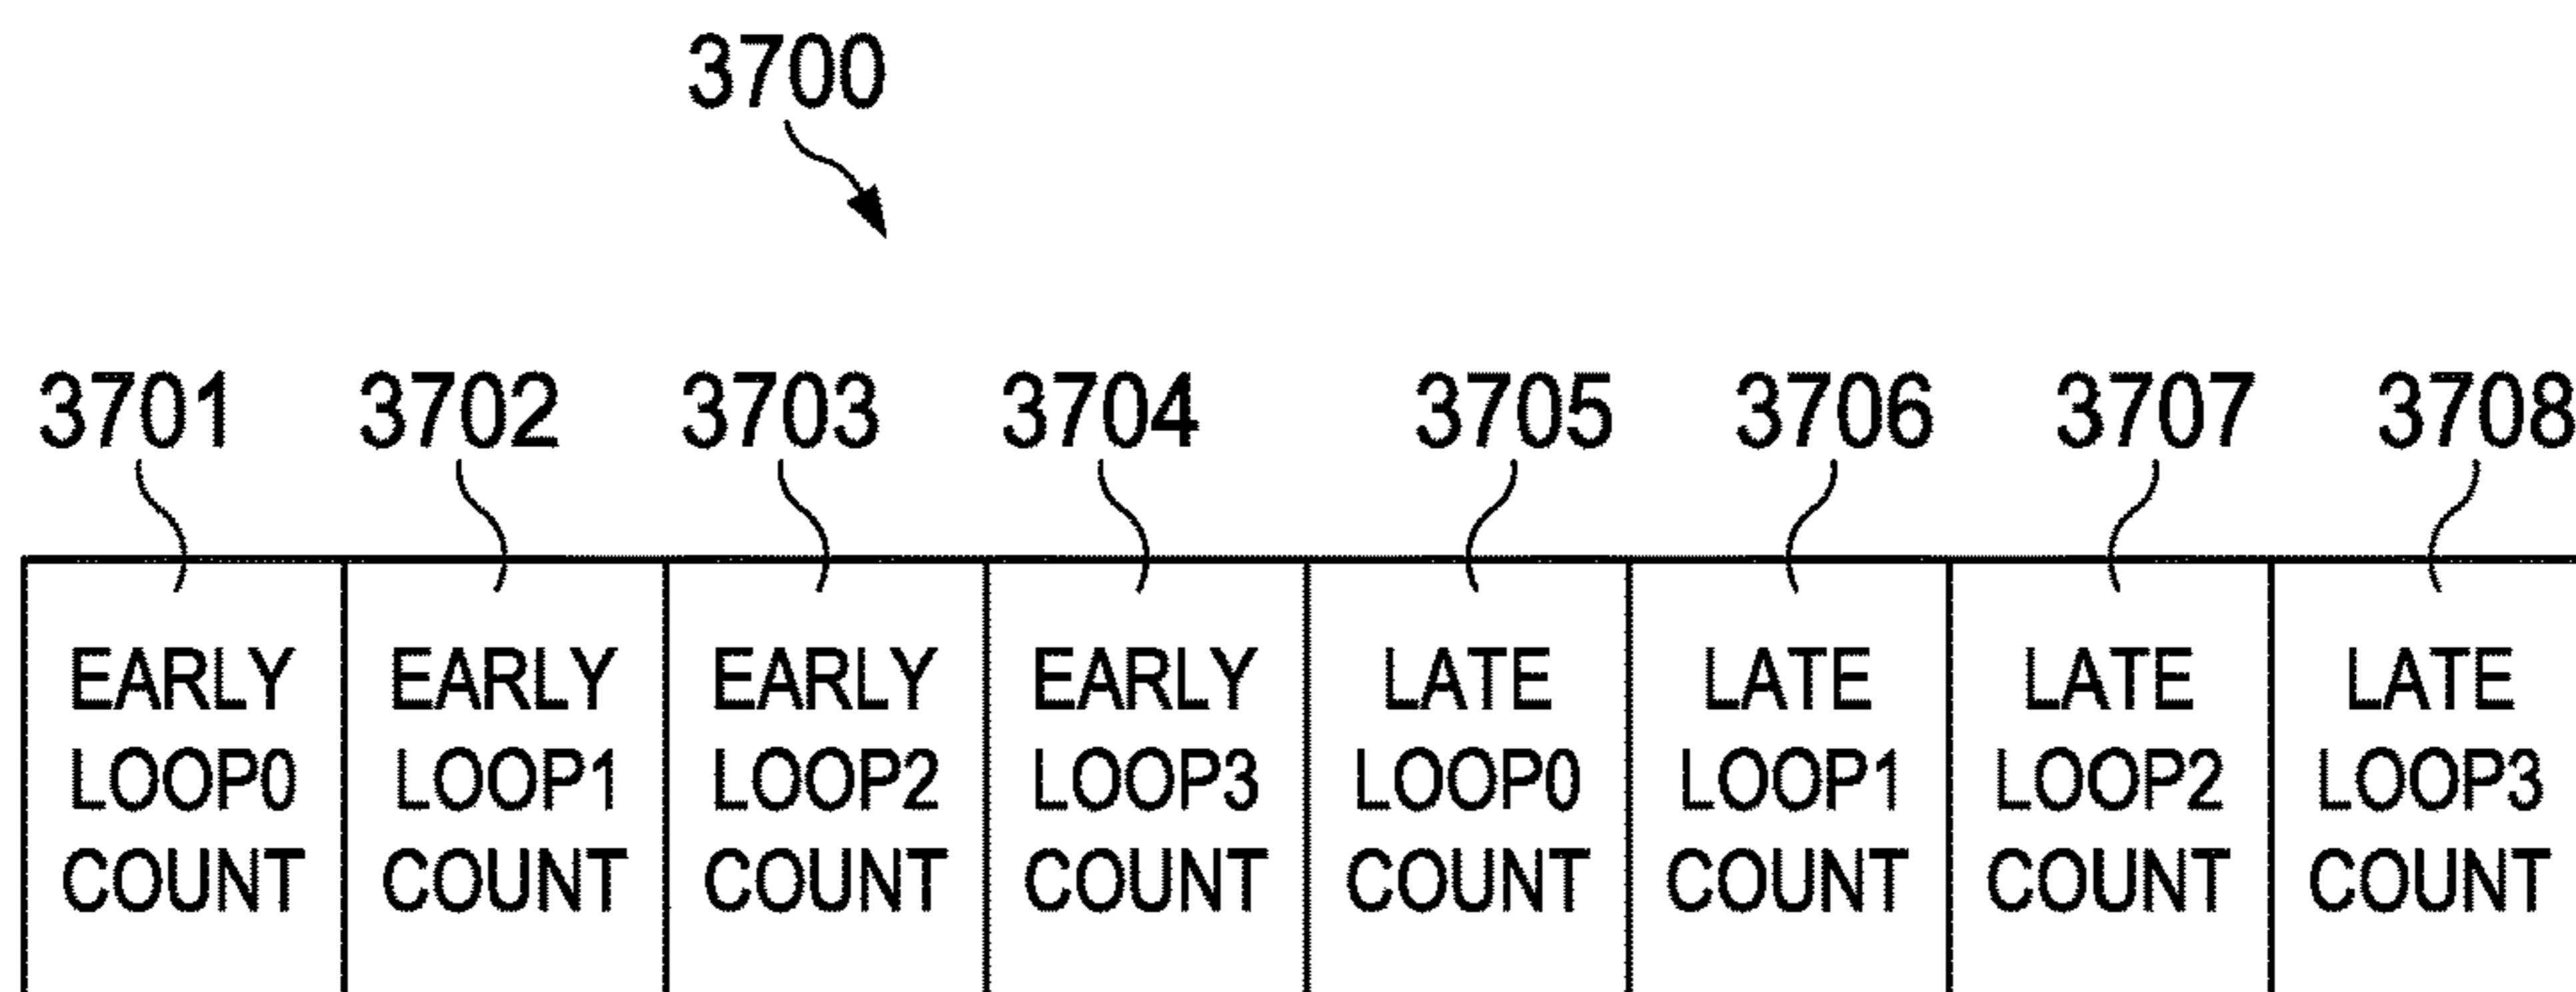 3700
3701 3702 3703 3704 3705 3706 3707 3708
EARLY EARLY EARLY EARLY LATE LATE LATE LATE
LOOP0 LOOP1 LOOP2 LOOP3 LOOP0 LOOP1 LOOP2 LOOP3
COUNT COUNT COUNT COUNT COUNT COUNT COUNT COUNT